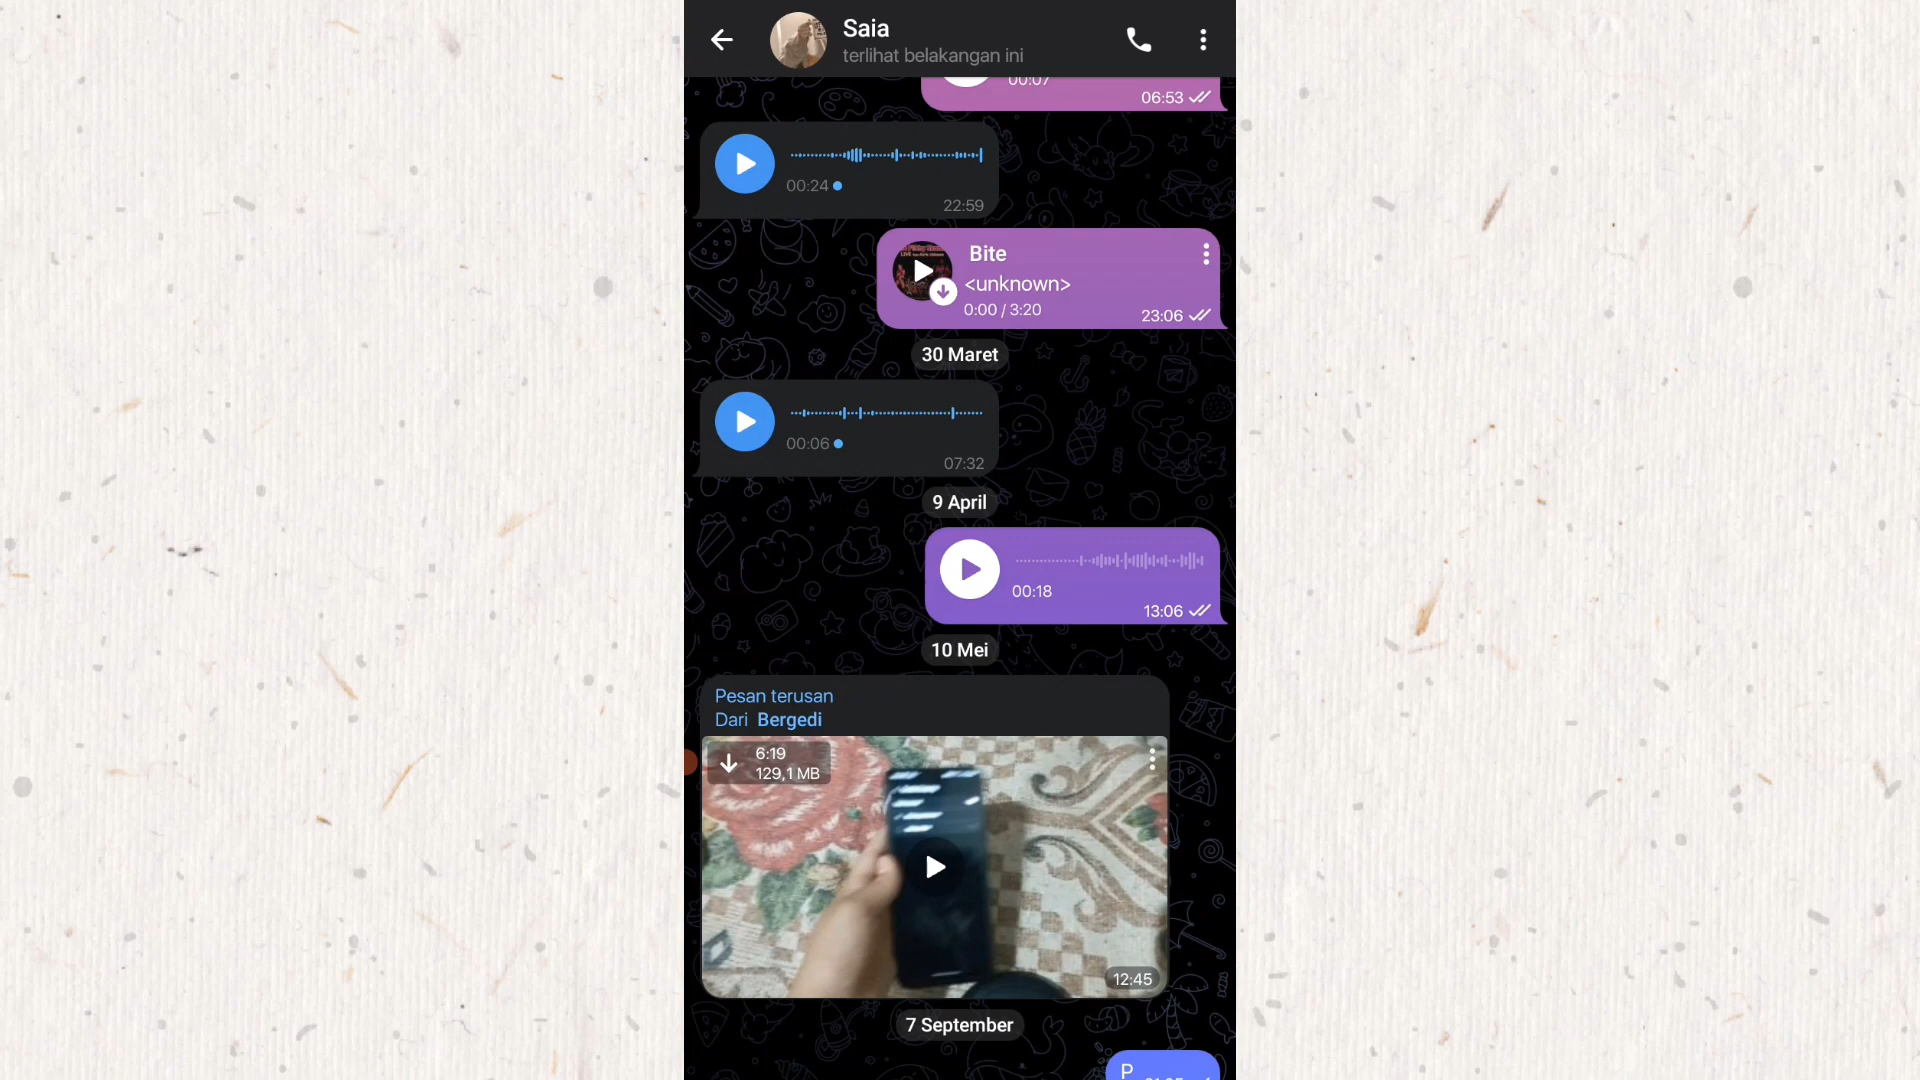 Saia
terlihat belakangan ini
00:07
06:53
00:24
22:59
Bite
<unknown>
0:00 / 3:20
23:06
30 Maret
00:06
07:32
9 April
00:18
13:06
10 Mei
Pesan terusan
Dari Bergedi
6:19
129,1 MB
12:45
7 September
P